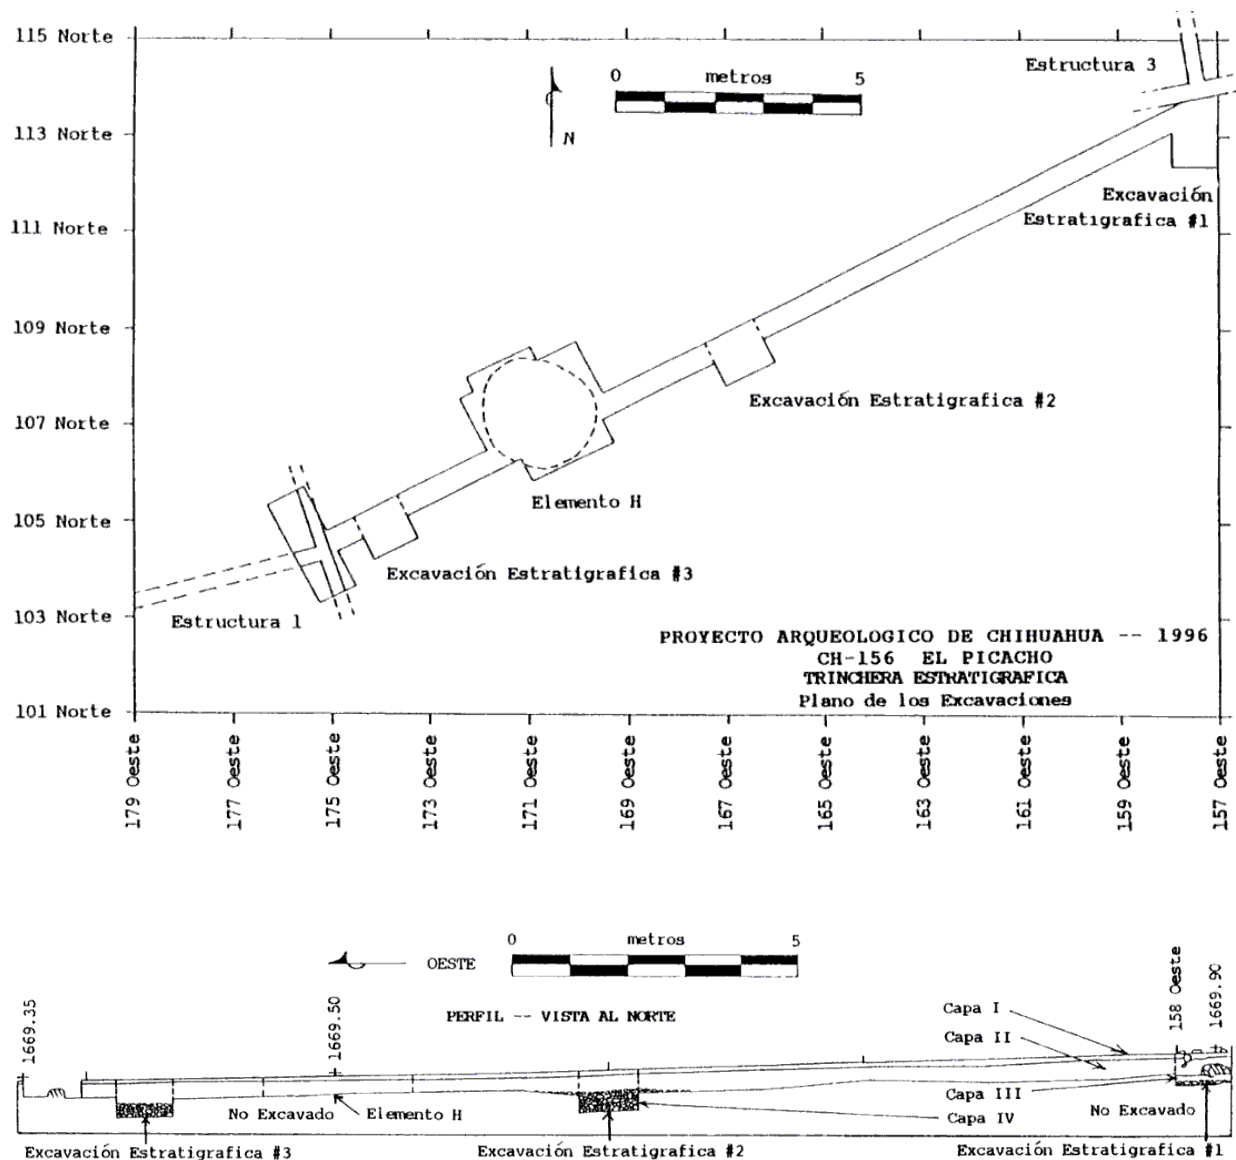 115 Norte
113 Norte
111 Norte
109 Norte
107 Norte
105 Norte
103 Norte
101 Norte
0 metros 5
N
Estructura 3
Excavación
Estratigrafica #1
Excavación Estratigrafica #2
Elemento H
Excavación Estratigrafica #3
Estructura 1
PROYECTO ARQUEOLOGICO DE CHIHUAHUA -- 1996
CH-156 EL PICACHO
TRINCHERA ESTRATIGRAFICA
Plano de los Excavaciones
179 Oeste
177 Oeste
175 Oeste
173 Oeste
171 Oeste
169 Oeste
167 Oeste
165 Oeste
163 Oeste
161 Oeste
159 Oeste
157 Oeste
0 metros 5
OESTE
PERFIL -- VISTA AL NORTE
1669.35
1669.50
158 Oeste
1669.90
Capa I
Capa II
Capa III
Capa IV
No Excavado
Elemento H
No Excavado
Excavación Estratigrafica #3
Excavación Estratigrafica #2
Excavación Estratigrafica #1